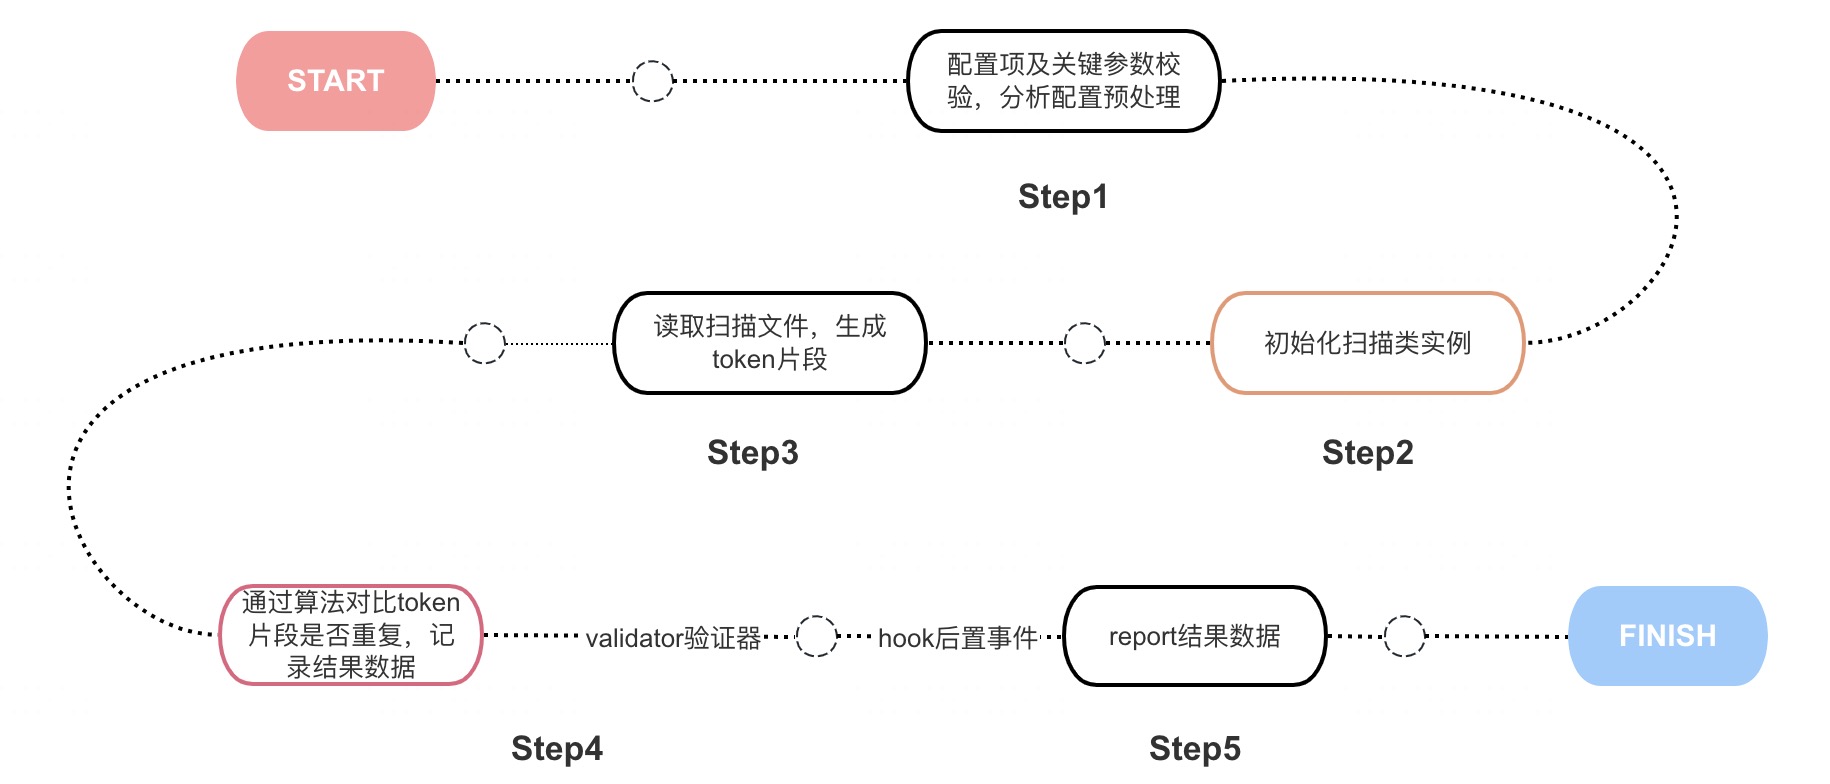 START
配置项及关键参数校
验，分析配置预处理
Step1
初始化扫描类实例
Step2
读取扫描文件，生成
token片段
Step3
通过算法对比token
片段是否重复，记
录结果数据
Step4
validator验证器
hook后置事件
report结果数据
Step5
FINISH